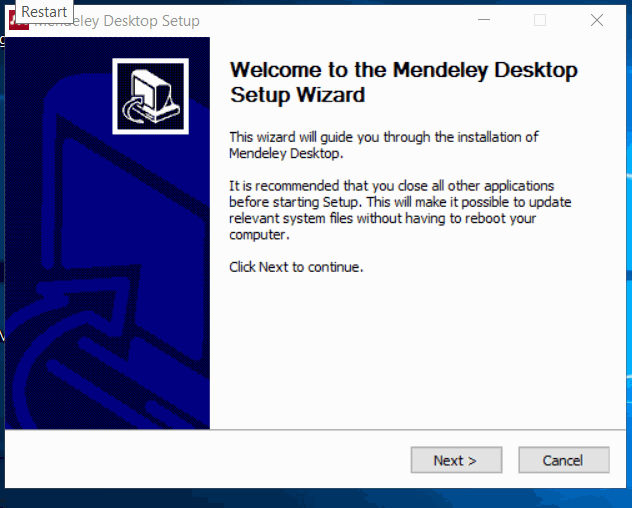 Restart
Mendeley Desktop Setup
Welcome to the Mendeley Desktop
Setup Wizard
This wizard will guide you through the installation of
Mendeley Desktop.
It is recommended that you close all other applications
before starting Setup. This will make it possible to update
relevant system files without having to reboot your
computer.
Click Next to continue.
Next >
Cancel